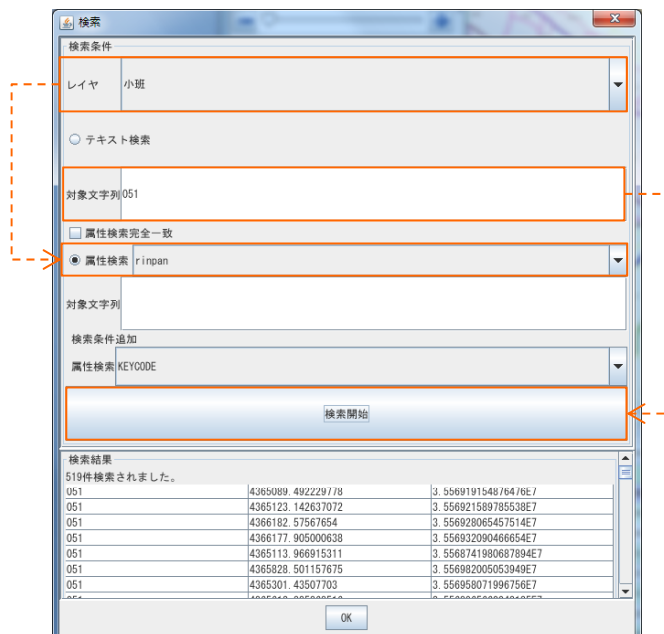 検索
検索条件
レイヤ 小班
テキスト検索
対象文字列 051
属性検索完全一致
属性検索 rinpan
対象文字列
検索条件追加
属性検索 KEYCODE
検索開始
検索結果
519件検索されました。
051 4365089.492229778 3.556919154876476E7
051 4365123.142637072 3.556921589785538E7
051 4366182.57567654 3.556928065457514E7
051 4366177.905000638 3.556932090466654E7
051 4365113.966915311 3.5568741980687894E7
051 4365828.501157675 3.556982005053949E7
051 4365301.43507703 3.556958071996756E7
OK